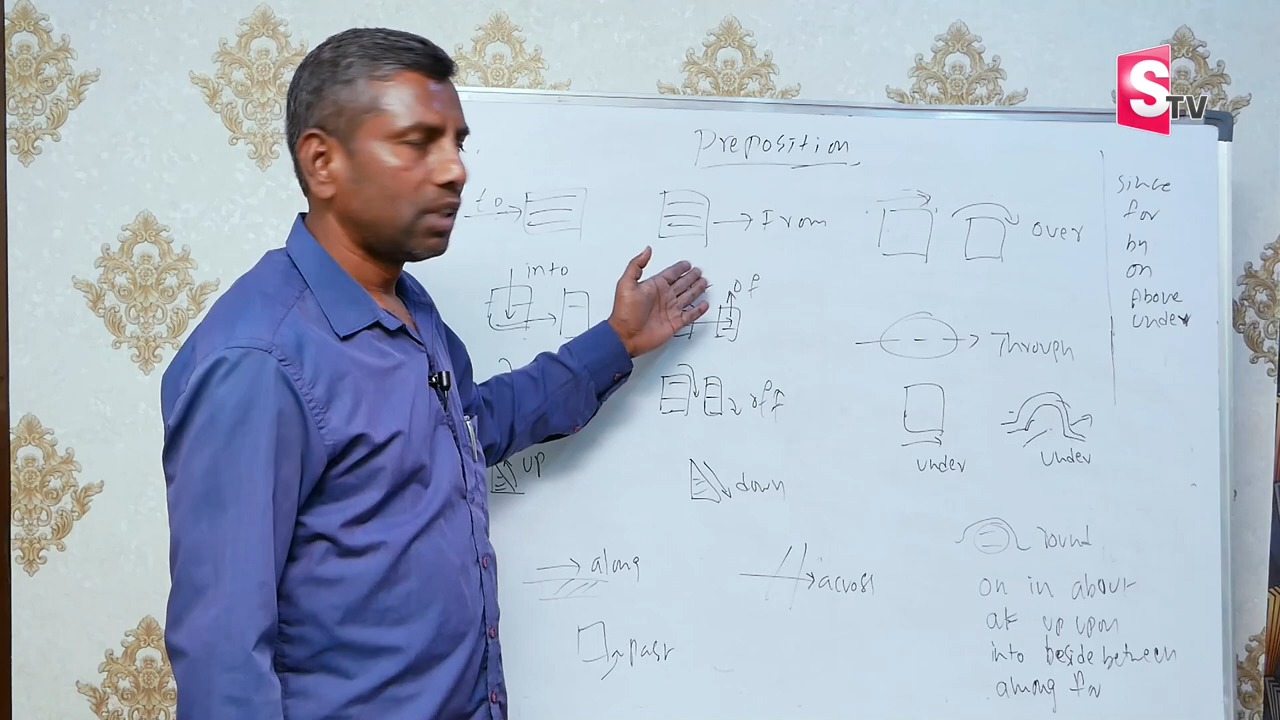 STV
Preposition
to
From
over
since
for
by
on
Above
under
into
of
Through
off
under
under
up
down
round
along
across
on in about
at up upon
into beside between
among for
past